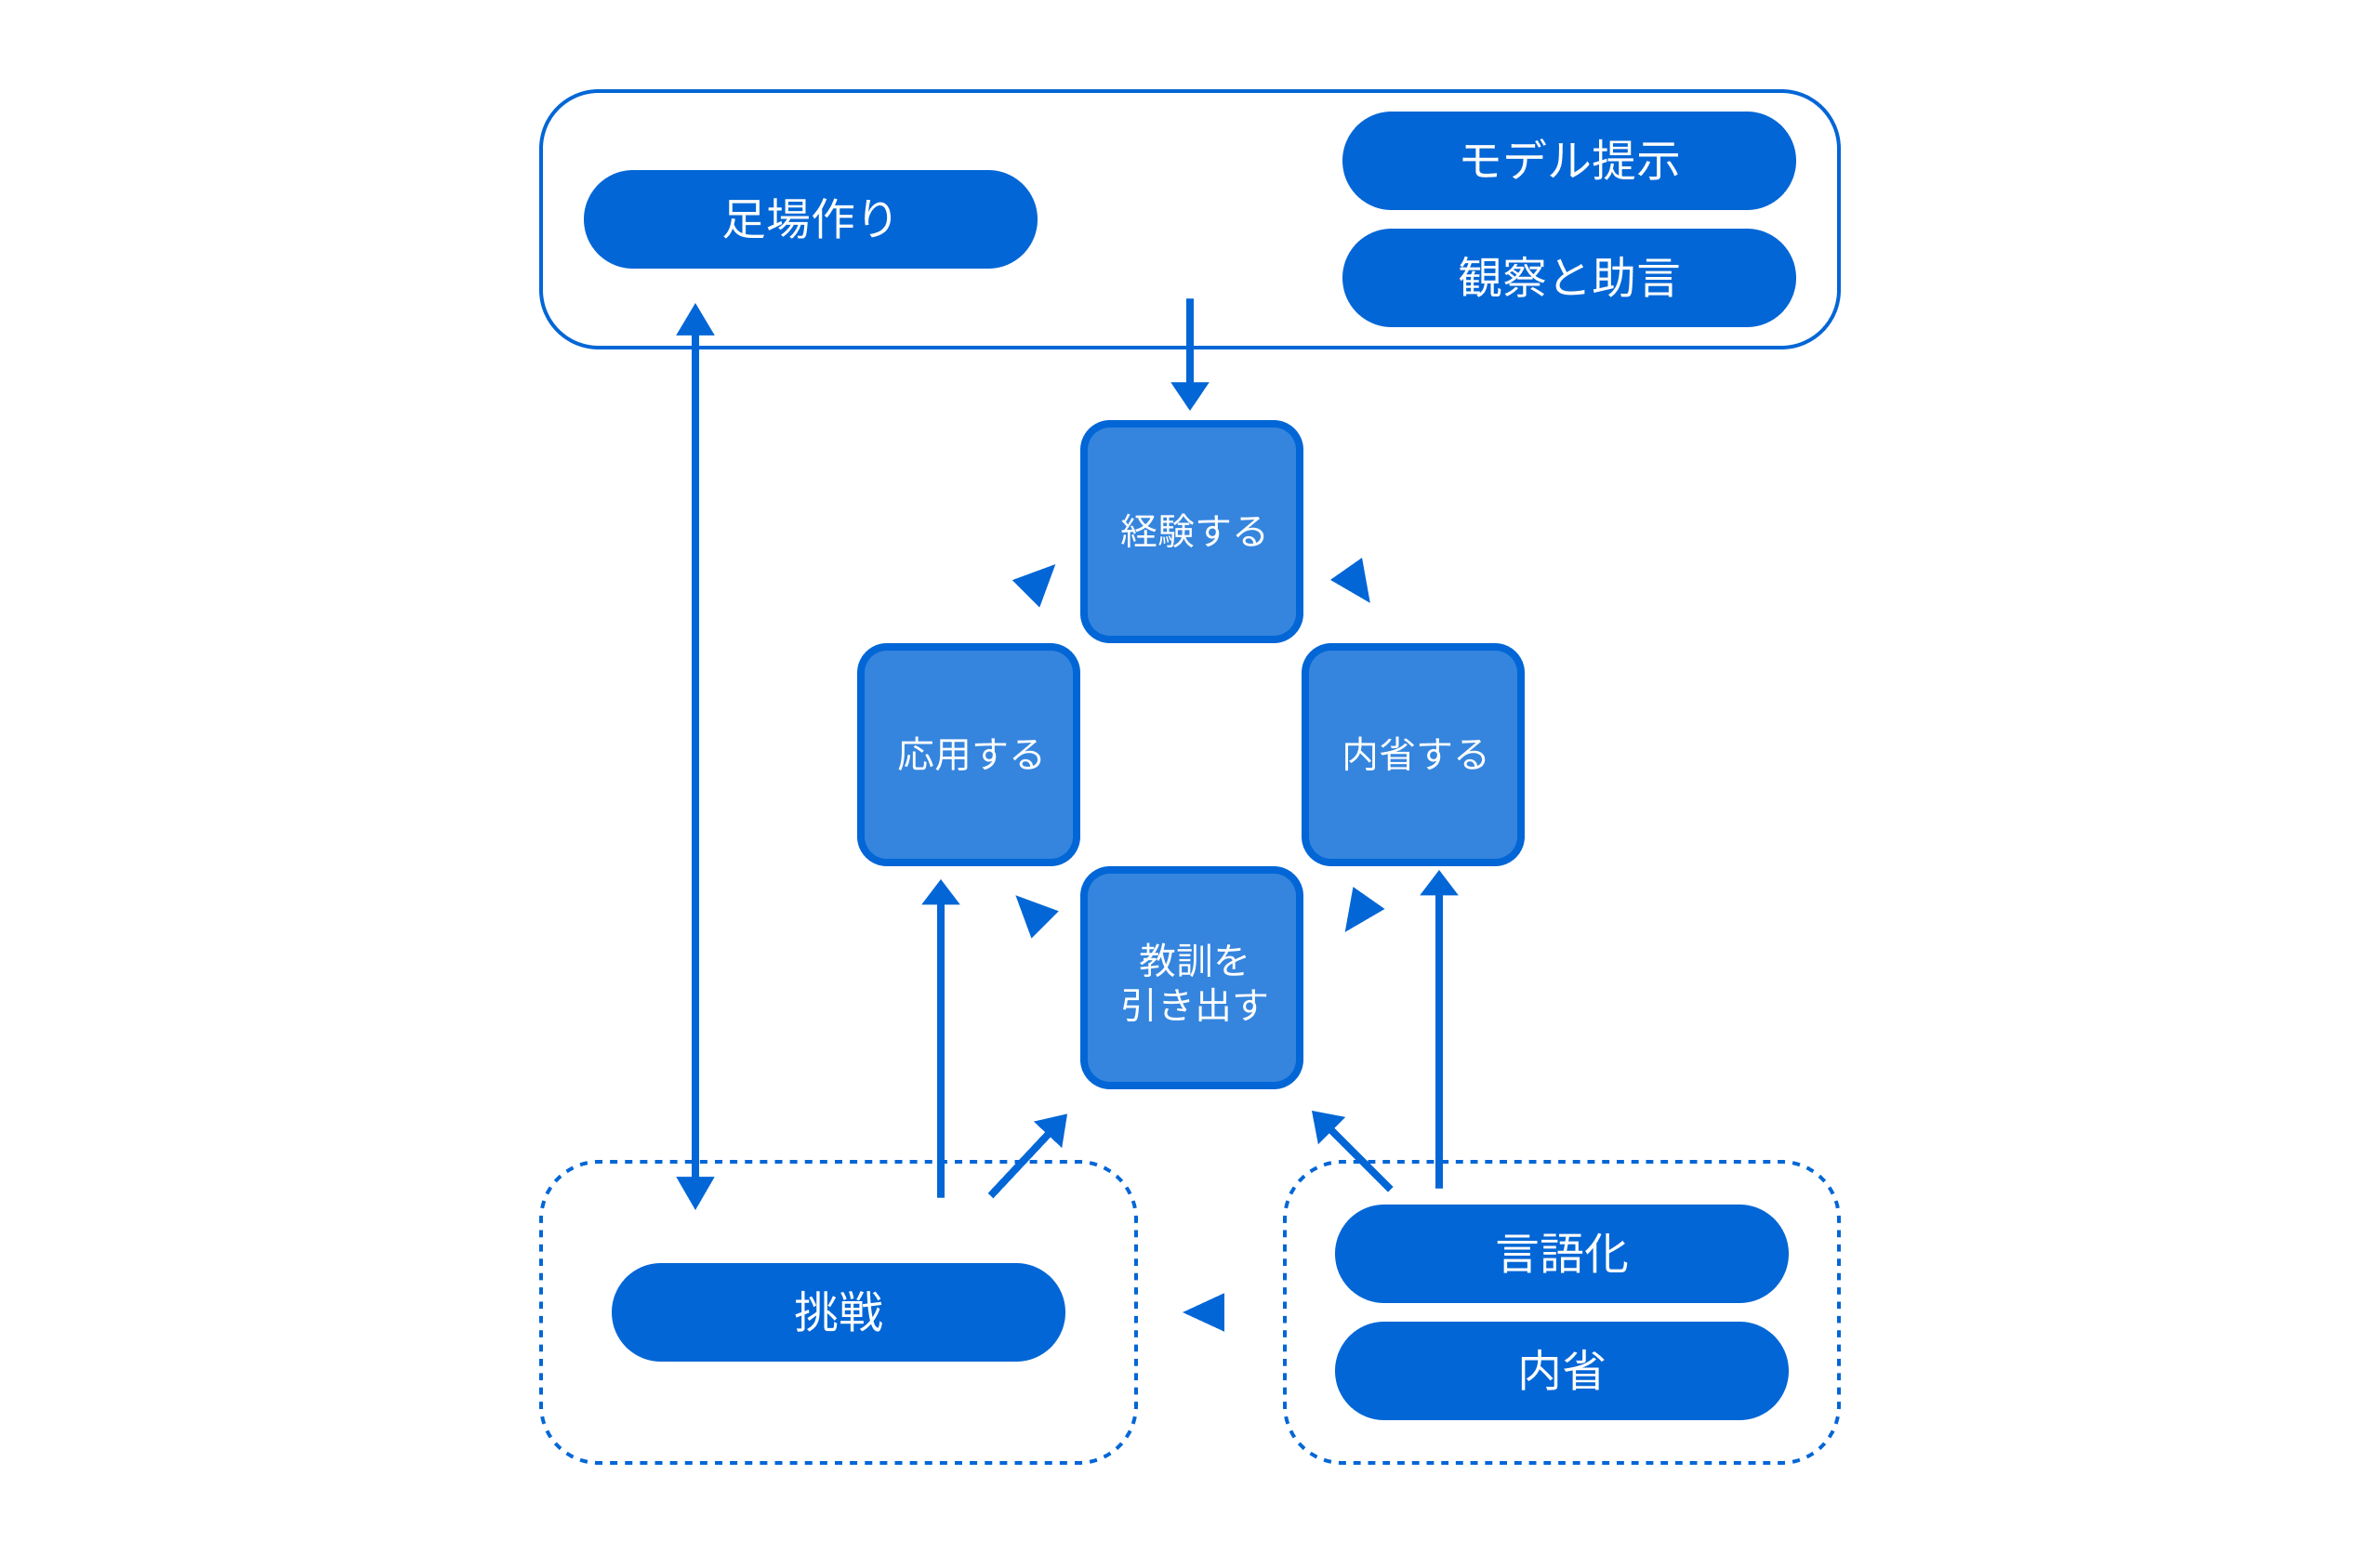 足場作り
モデル提示
観察と助言
経験する
応用する
内省する
教訓を
引き出す
挑戦
言語化
内省